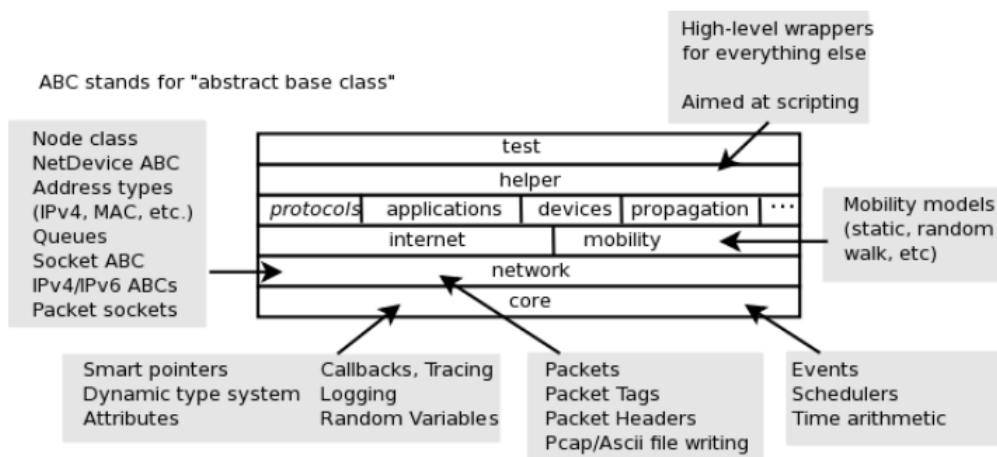 High-level wrappers
for everything else
Aimed at scripting
ABC stands for "abstract base class"
Node class
NetDevice ABC
Address types
(IPv4, MAC, etc.)
Queues
Socket ABC
IPv4/IPv6 ABCs
Packet sockets
test
helper
protocols applications devices propagation ...
internet mobility
network
core
Mobility models
(static, random
walk, etc)
Smart pointers
Dynamic type system
Attributes
Callbacks, Tracing
Logging
Random Variables
Packets
Packet Tags
Packet Headers
Pcap/Ascii file writing
Events
Schedulers
Time arithmetic